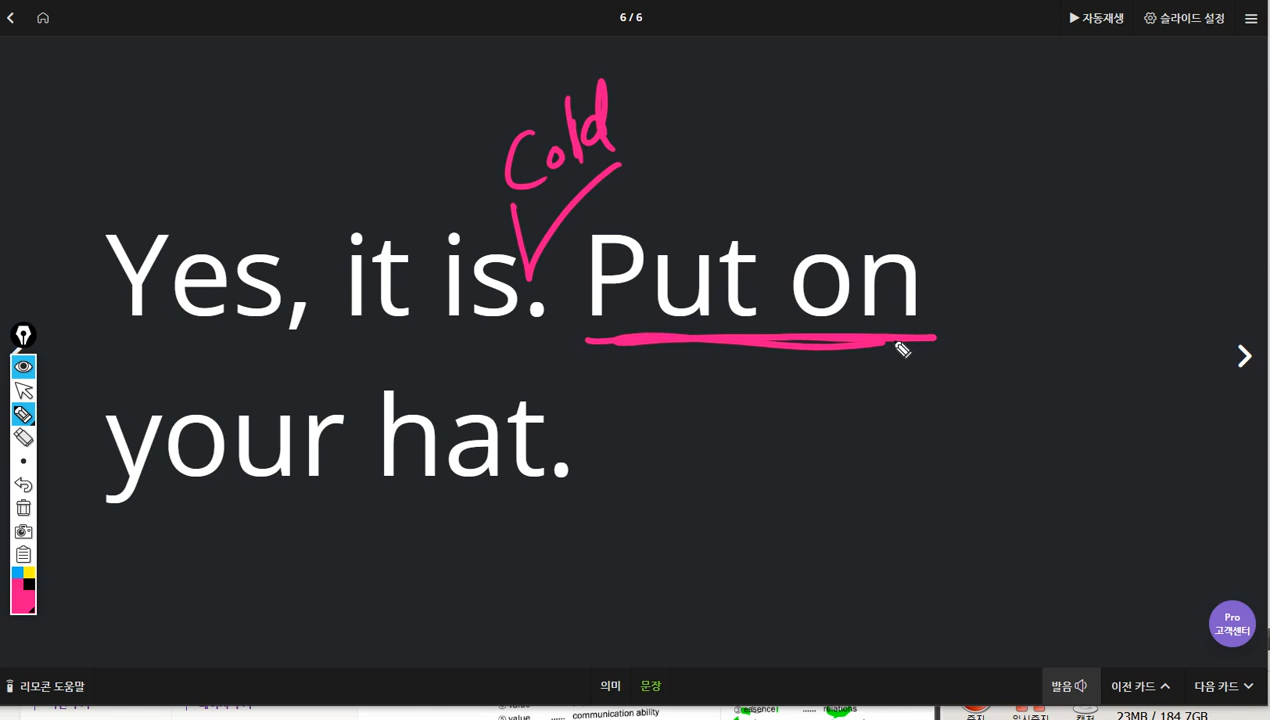 6 / 6
▶ 자동재생
슬라이드 설정
Cold
Yes, it is. Put on
your hat.
Pro
고객센터
리모콘 도움말
의미
문장
발음
이전 카드
다음 카드
value
communication ability
relations
23MB / 184.7GB